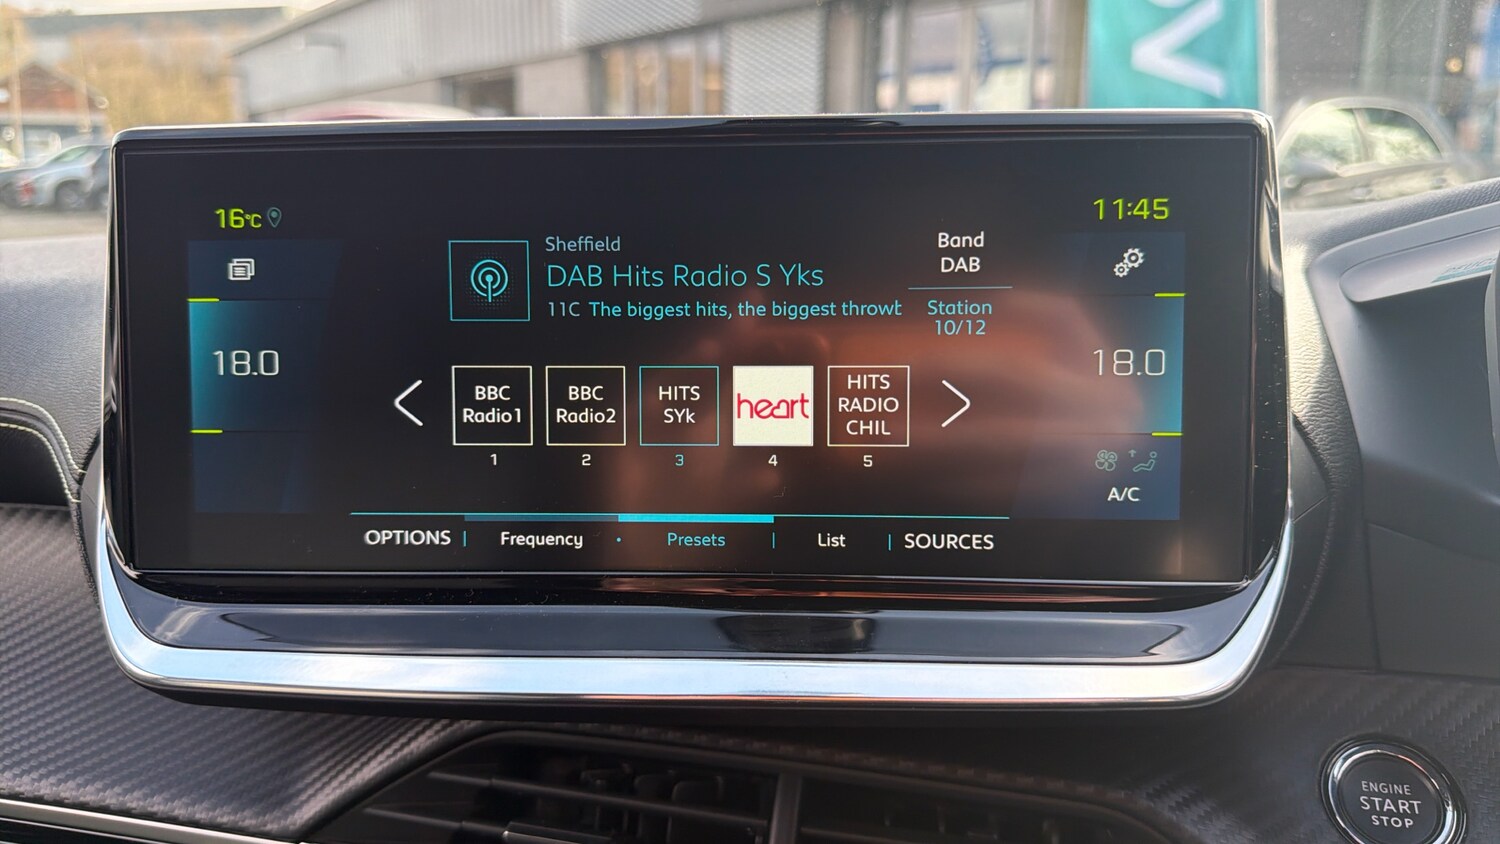 16°C
11:45
Sheffield
DAB Hits Radio S Yks
11C The biggest hits, the biggest throwt
Band
DAB
Station
10/12
18.0
18.0
BBC
Radio1
BBC
Radio2
HITS
SYk
heart
HITS
RADIO
CHIL
1
2
3
4
5
A/C
OPTIONS
Frequency
Presets
List
SOURCES
ENGINE
START
STOP